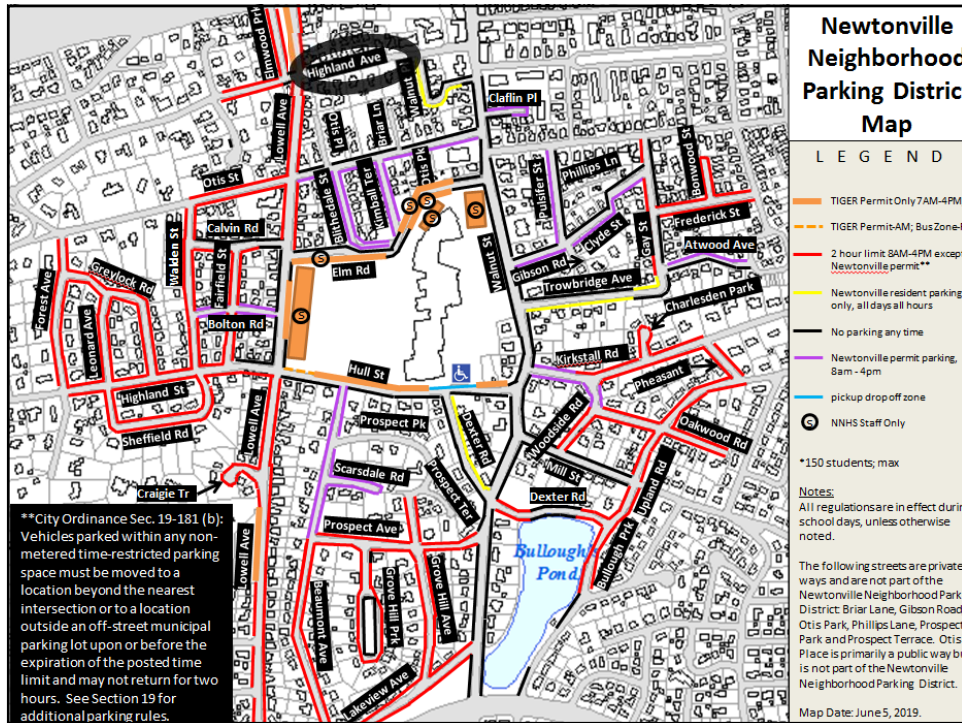 Newtonville
Neighborhood
Parking District
Map
L E G E N D
TIGER Permit Only 7AM-4PM
TIGER Permit-AM; Bus Zone-P
2 hour limit 8AM-4PM except
Newtonville permit**
Newtonville resident parking
only, all days all hours
No parking any time
Newtonville permit parking,
8am - 4pm
pickup drop off zone
S NNHS Staff Only
*150 students; max
Notes:
All regulations are in effect durin
school days, unless otherwise
noted.
The following streets are private
ways and are not part of the
Newtonville Neighborhood Park
District: Briar Lane, Gibson Road
Otis Park, Phillips Lane, Prospect
Park and Prospect Terrace. Otis
Place is primarily a public way bu
is not part of the Newtonville
Neighborhood Parking District.
Map Date: June 5, 2019.
Elmwood Prk
Highland Ave
Walnut
Claflin Pl
Lowell Ave
Otis Pl
Briar Ln
Otis Pk
Otis St
Blithedale St
Kimball Ter
Pulsifer St
Phillips Ln
Bonwood St
Calvin Rd
Walden St
Fairfield St
Frederick St
Clyde St
Gay St
Atwood Ave
Walnut St
Gibson Rd
Elm Rd
Trowbridge Ave
Forest Ave
Greylock Rd
Leonard Ave
Charlesden Park
Bolton Rd
Kirkstall Rd
Hull St
Pheasant
Highland St
Sheffield Rd
Lowell Ave
Prospect Pk
Dexter Rd
Woodside Rd
Oakwood Rd
Scarsdale Rd
Prospect Ter
Mill St
Upland Rd
Craigie Tr
Dexter Rd
Prospect Ave
Bullough's
Pond
Bullough Prk
Lowell Ave
Beaumont Ave
Grove Hill Prk
Grove Hill Ave
Lakeview Ave
S
S
S
S
S
S
**City Ordinance Sec. 19-181 (b):
Vehicles parked within any non-
metered time-restricted parking
space must be moved to a
location beyond the nearest
intersection or to a location
outside an off-street municipal
parking lot upon or before the
expiration of the posted time
limit and may not return for two
hours. See Section 19 for
additional parking rules.